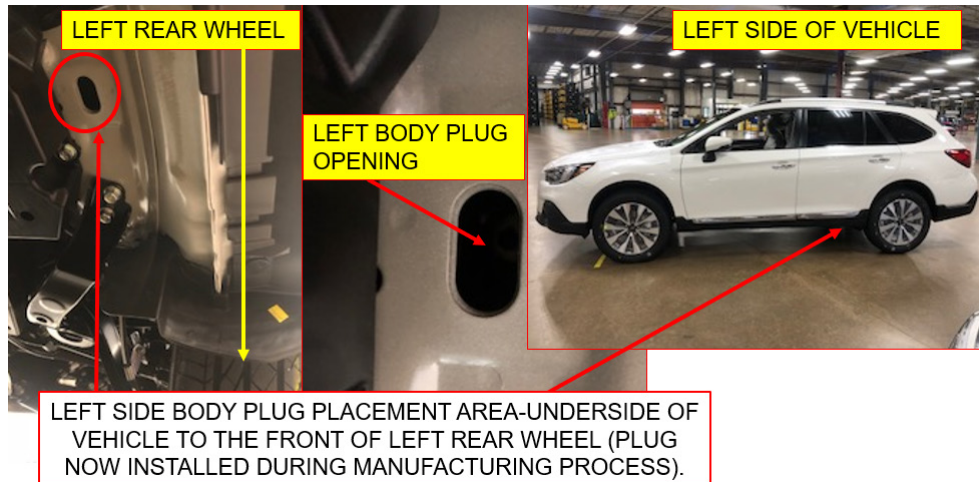 LEFT REAR WHEEL
LEFT SIDE OF VEHICLE
LEFT BODY PLUG
OPENING
LEFT SIDE BODY PLUG PLACEMENT AREA-UNDERSIDE OF
VEHICLE TO THE FRONT OF LEFT REAR WHEEL (PLUG
NOW INSTALLED DURING MANUFACTURING PROCESS).